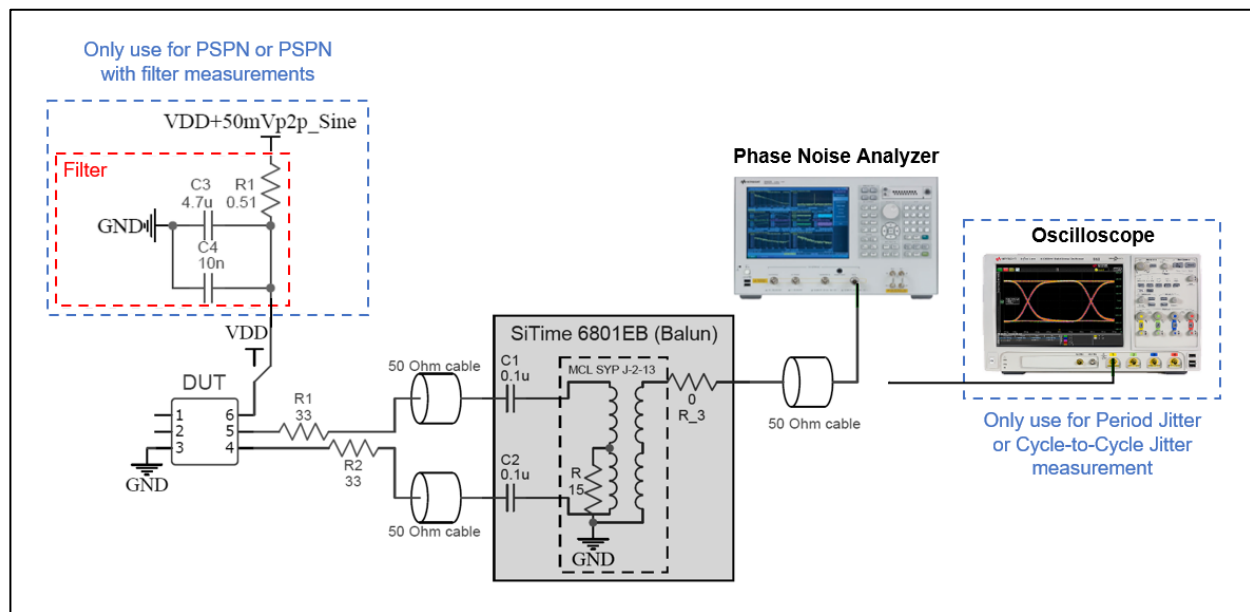 Only use for PSPN or PSPN
with filter measurements
VDD+50mVp2p_Sine
Filter
C3
4.7u
R1
0.51
GND
C4
10n
VDD
DUT
1
2
3
6
5
4
GND
R1
33
R2
33
50 Ohm cable
50 Ohm cable
SiTime 6801EB (Balun)
C1
0.1u
MCL SYP J-2-13
C2
0.1u
R
15
GND
0
R_3
50 Ohm cable
Phase Noise Analyzer
Oscilloscope
Only use for Period Jitter
or Cycle-to-Cycle Jitter
measurement